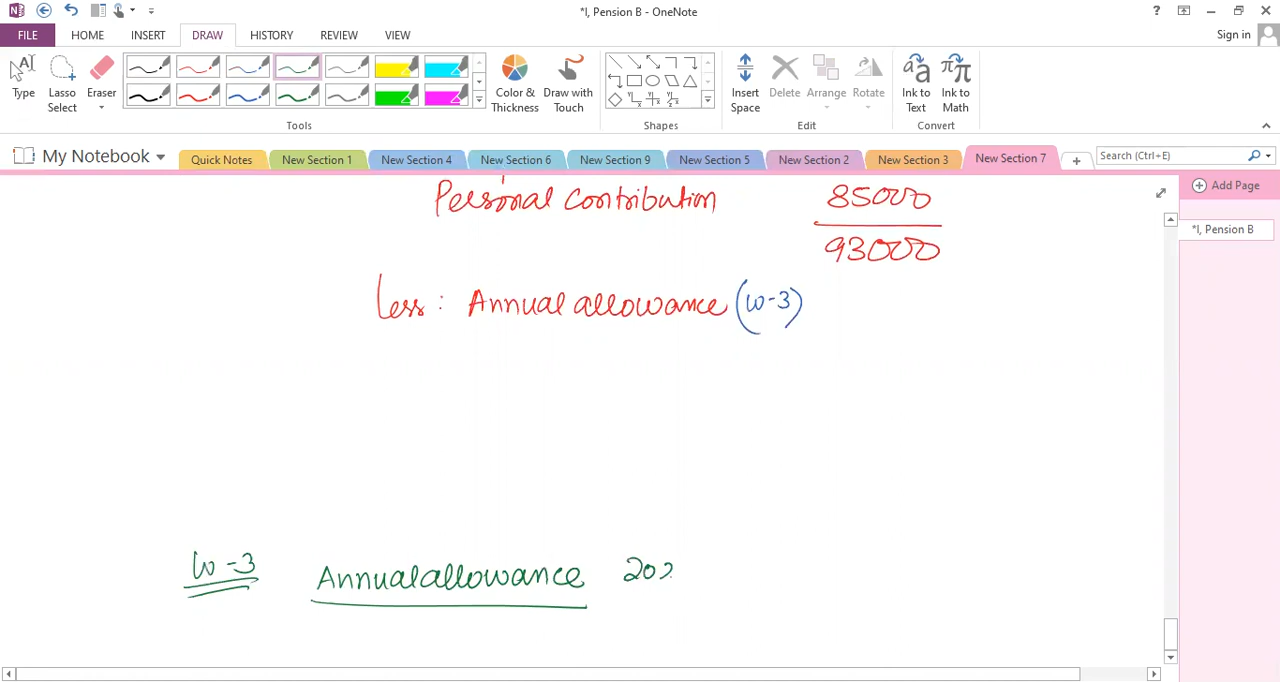 *I, Pension B - OneNote
FILE HOME INSERT DRAW HISTORY REVIEW VIEW Sign in
Type Lasso Select Eraser Color & Thickness Draw with Touch Insert Space Delete Arrange Rotate Ink to Text Ink to Math
Tools Shapes Edit Convert
My Notebook Quick Notes New Section 1 New Section 4 New Section 6 New Section 9 New Section 5 New Section 2 New Section 3 New Section 7 Search (Ctrl+E)
Add Page
*I, Pension B
Personal contribution 85000
93000
Less: Annual allowance (W-3)
W-3 Annual allowance